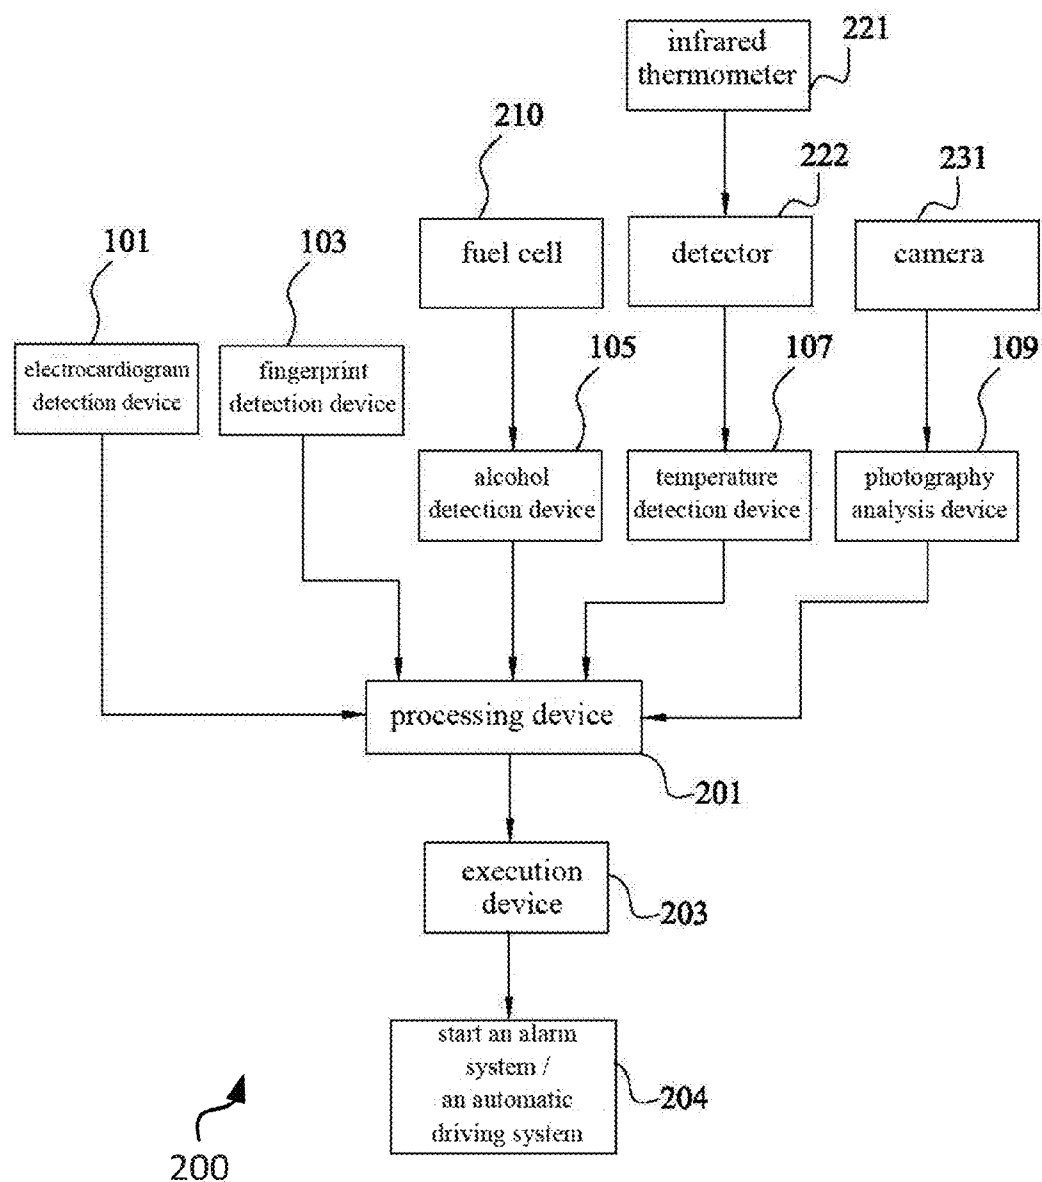 221
infrared
thermometer
210
222
231
fuel cell
detector
camera
101
103
105
107
109
electrocardiogram
detection device
fingerprint
detection device
alcohol
detection device
temperature
detection device
photography
analysis device
processing device
201
execution
device
203
start an alarm
system /
an automatic
driving system
204
200